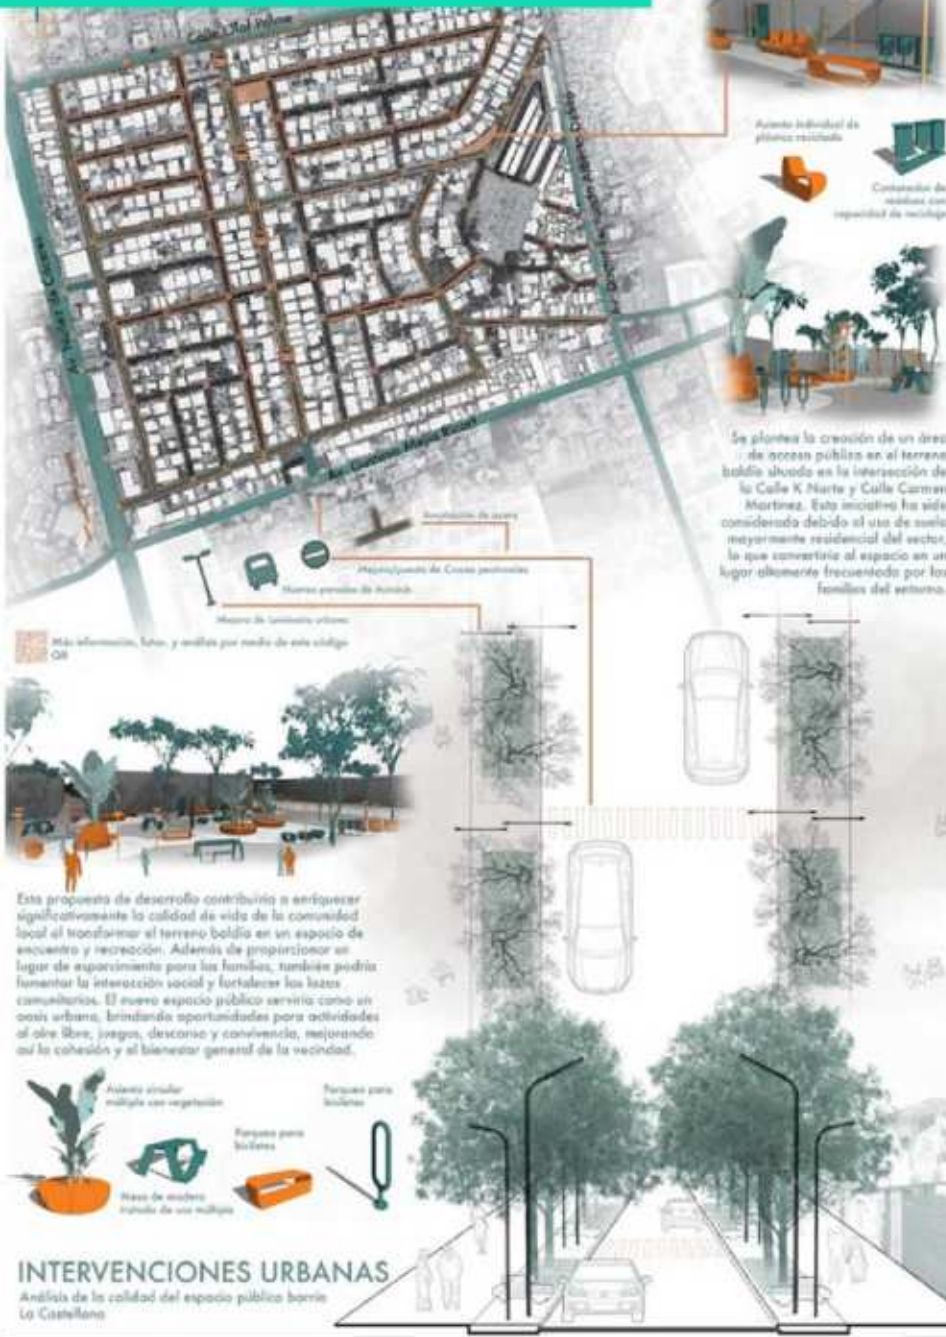 Calle Olof Palme
Asiento individual de
plástico reciclado
Contenedor de
residuos con
capacidad de reciclaje
Se plantea la creación de un área
de acceso público en el terreno
baldío situado en la intersección de
la Calle K Norte y Calle Carmen
Martínez. Esta iniciativa ha sido
considerada debido al uso de suelo
mayormente residencial del sector,
lo que convertiría al espacio en un
lugar altamente frecuentado por las
familias del entorno.
Av. Gustavo Mejía Ricart
Ampliación de acera
Mejora/puesta de Cruces peatonales
Nuevas paradas de
Mejora de luminaria urbana
Más información, fotos, y análisis por medio de este código
QR
Esta propuesta de desarrollo contribuiría a enriquecer
significativamente la calidad de vida de la comunidad
local al transformar el terreno baldío en un espacio de
encuentro y recreación. Además de proporcionar un
lugar de esparcimiento para las familias, también podría
fomentar la interacción social y fortalecer los lazos
comunitarios. El nuevo espacio público serviría como un
oasis urbano, brindando oportunidades para actividades
al aire libre, juegos, descanso y convivencia, mejorando
así la cohesión y el bienestar general de la vecindad.
Asiento circular
múltiple con vegetación
Parqueo para
bicicletas
Parqueo para
bicicletas
Mesa de madera
tratada de uso múltiple
INTERVENCIONES URBANAS
Análisis de la calidad del espacio público barrio
La Castellana